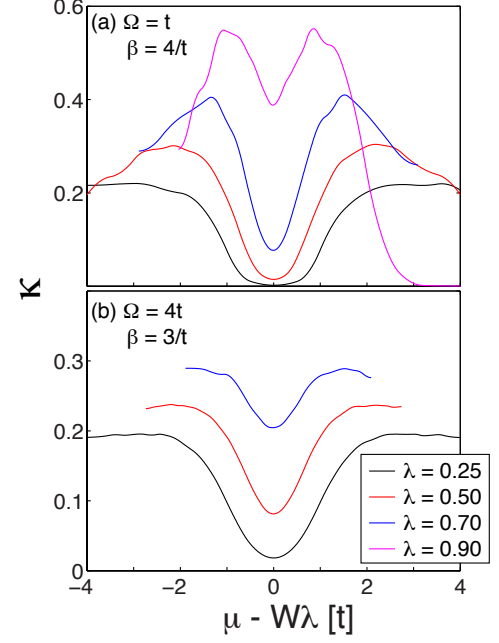 0.6
(a) Ω = t
β = 4/t
0.4
0.2
κ
(b) Ω = 4t
β = 3/t
0.3
0.2
0.1
0
λ = 0.25
λ = 0.50
λ = 0.70
λ = 0.90
−4 −2 0 2 4
μ - Wλ [t]